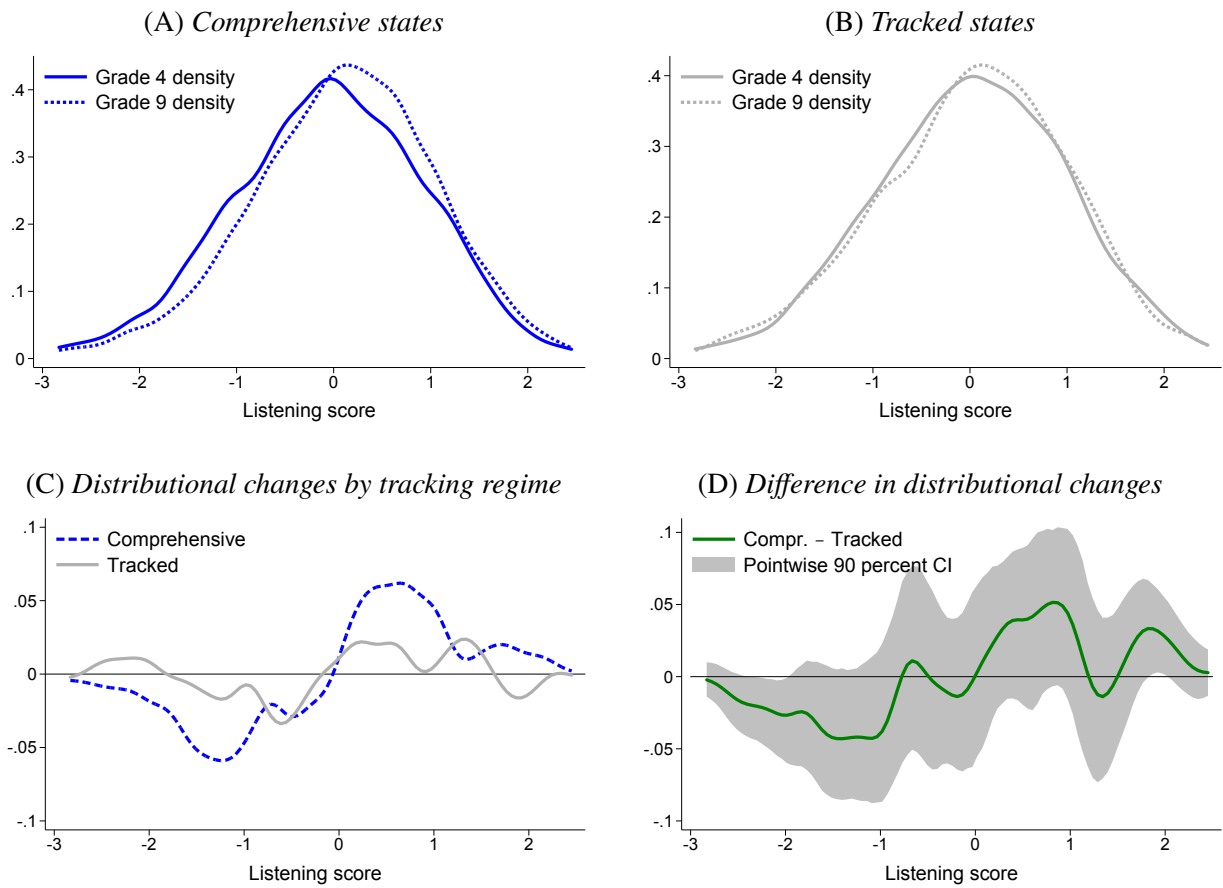 (A) Comprehensive states
Grade 4 density
Grade 9 density
.4
.3
.2
.1
0
-3 -2 -1 0 1 2
Listening score
(B) Tracked states
Grade 4 density
Grade 9 density
.4
.3
.2
.1
0
-3 -2 -1 0 1 2
Listening score
(C) Distributional changes by tracking regime
Comprehensive
Tracked
.1
.05
0
-.05
-.1
-3 -2 -1 0 1 2
Listening score
(D) Difference in distributional changes
Compr. – Tracked
Pointwise 90 percent CI
.1
.05
0
-.05
-.1
-3 -2 -1 0 1 2
Listening score